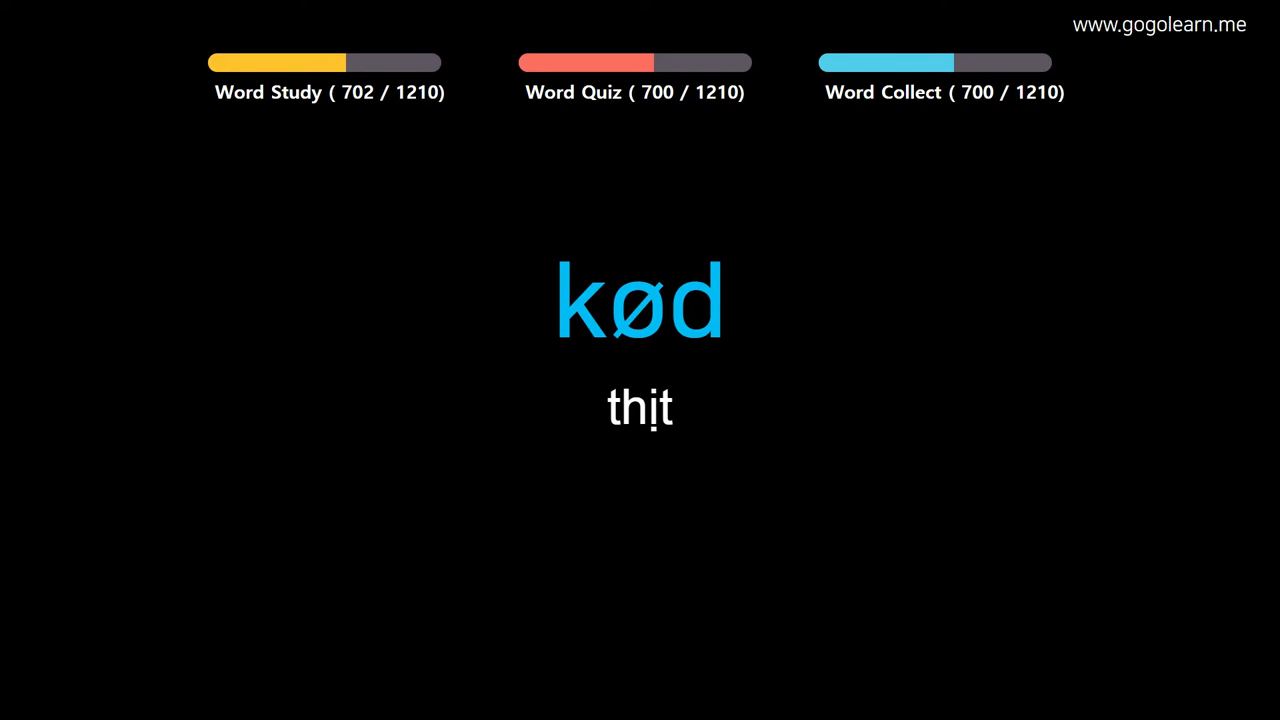 www.gogolearn.me
Word Study ( 702 / 1210)
Word Quiz ( 700 / 1210)
Word Collect ( 700 / 1210)
kød
thịt